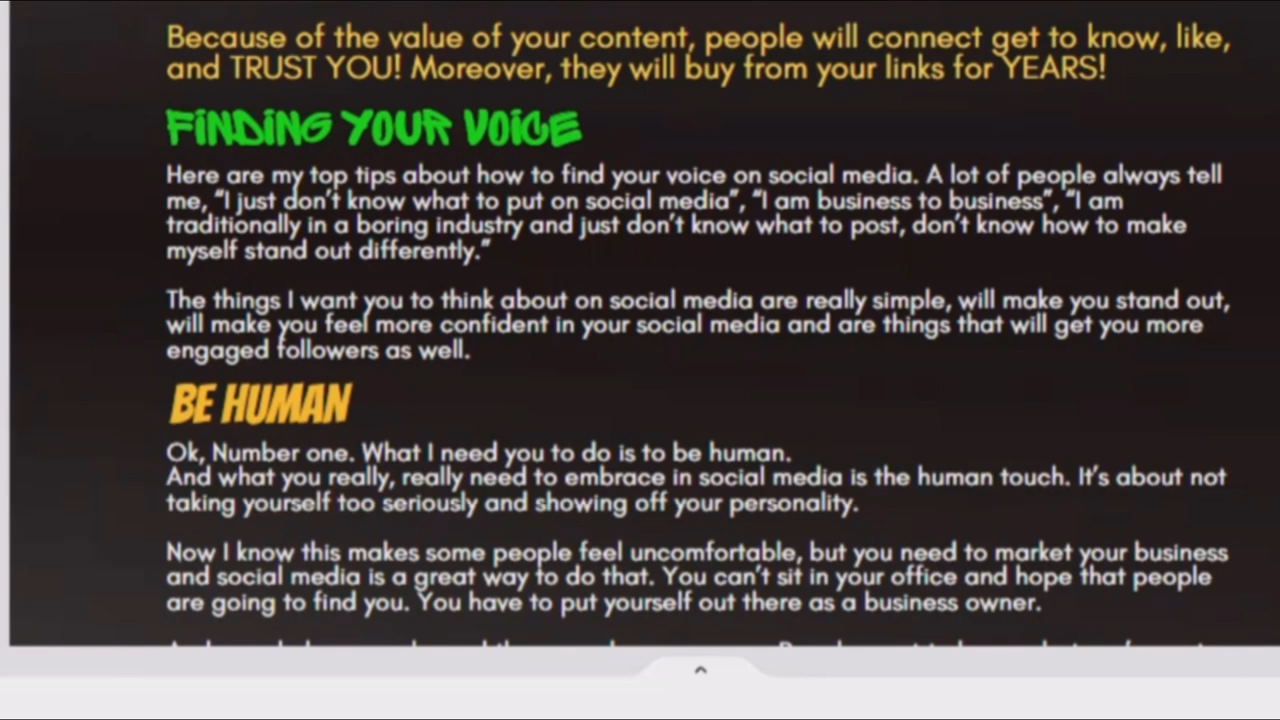 Because of the value of your content, people will connect get to know, like,
and TRUST YOU! Moreover, they will buy from your links for YEARS!
FINDING YOUR VOICE
Here are my top tips about how to find your voice on social media. A lot of people always tell
me, “I just don’t know what to put on social media”, “I am business to business”, “I am
traditionally in a boring industry and just don’t know what to post, don’t know how to make
myself stand out differently.”
The things I want you to think about on social media are really simple, will make you stand out,
will make you feel more confident in your social media and are things that will get you more
engaged followers as well.
BE HUMAN
Ok, Number one. What I need you to do is to be human.
And what you really, really need to embrace in social media is the human touch. It’s about not
taking yourself too seriously and showing off your personality.
Now I know this makes some people feel uncomfortable, but you need to market your business
and social media is a great way to do that. You can’t sit in your office and hope that people
are going to find you. You have to put yourself out there as a business owner.